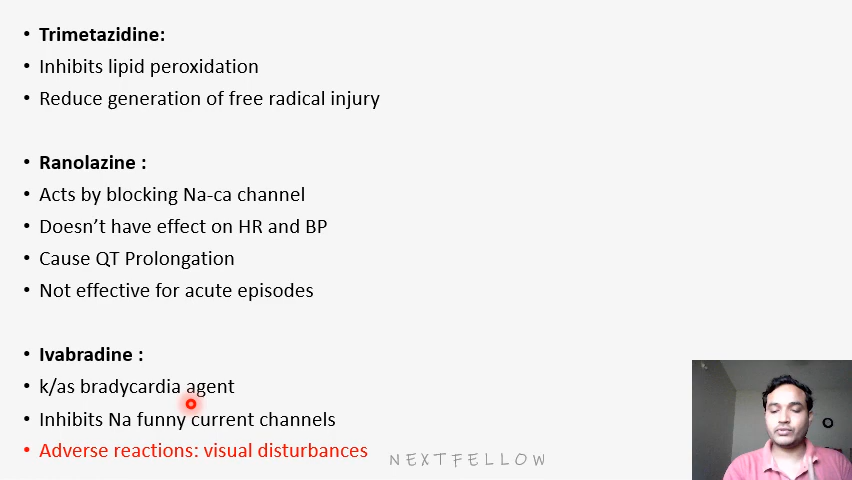 • Trimetazidine:
• Inhibits lipid peroxidation
• Reduce generation of free radical injury
• Ranolazine :
• Acts by blocking Na-ca channel
• Doesn’t have effect on HR and BP
• Cause QT Prolongation
• Not effective for acute episodes
• Ivabradine :
• k/as bradycardia agent
• Inhibits Na funny current channels
• Adverse reactions: visual disturbances
NEXTFELLOW